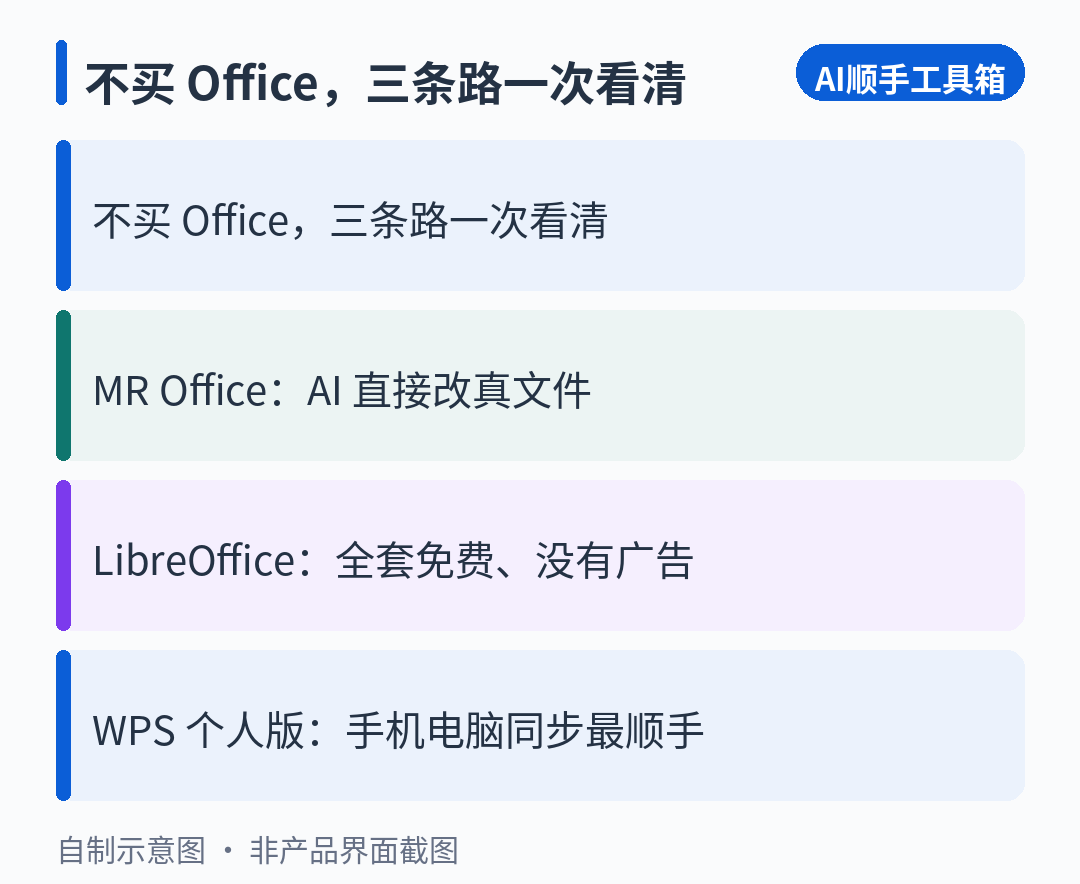 不买 Office，三条路一次看清
AI顺手工具箱
不买 Office，三条路一次看清
MR Office：AI 直接改真文件
LibreOffice：全套免费、没有广告
WPS 个人版：手机电脑同步最顺手
自制示意图 · 非产品界面截图